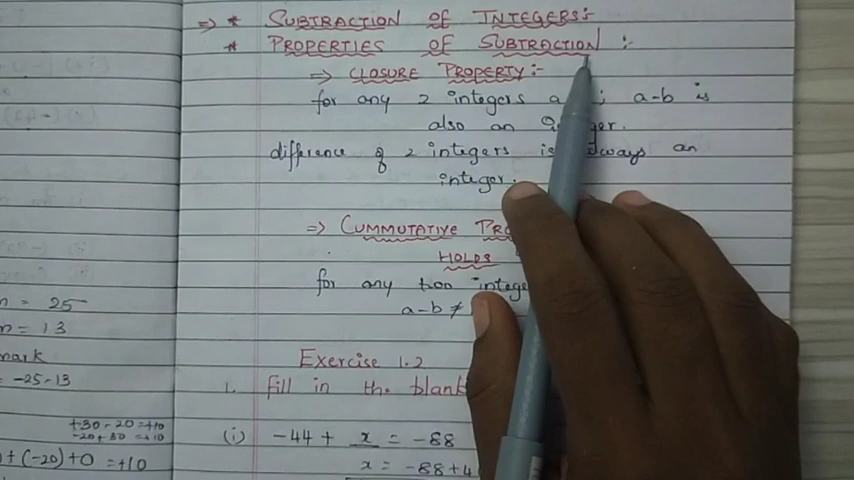 ⇒ * SUBTRACTION OF INTEGERS:-
* PROPERTIES OF SUBTRACTION :-
⇒ CLOSURE PROPERTY:-
for any 2 integers a ; a-b is
also an
difference of 2 integers is always an
integer.
⇒ CUMMUTATIVE
HOLDS
for any two
a-b ≠
Exercise 1.2
1. Fill in the blank
(i) -44 + x = -88
x = -88+4
= 25
= 13
mark
= -25-13
+30-20=+10
-20+30=+10
+(-20)+0 =+10